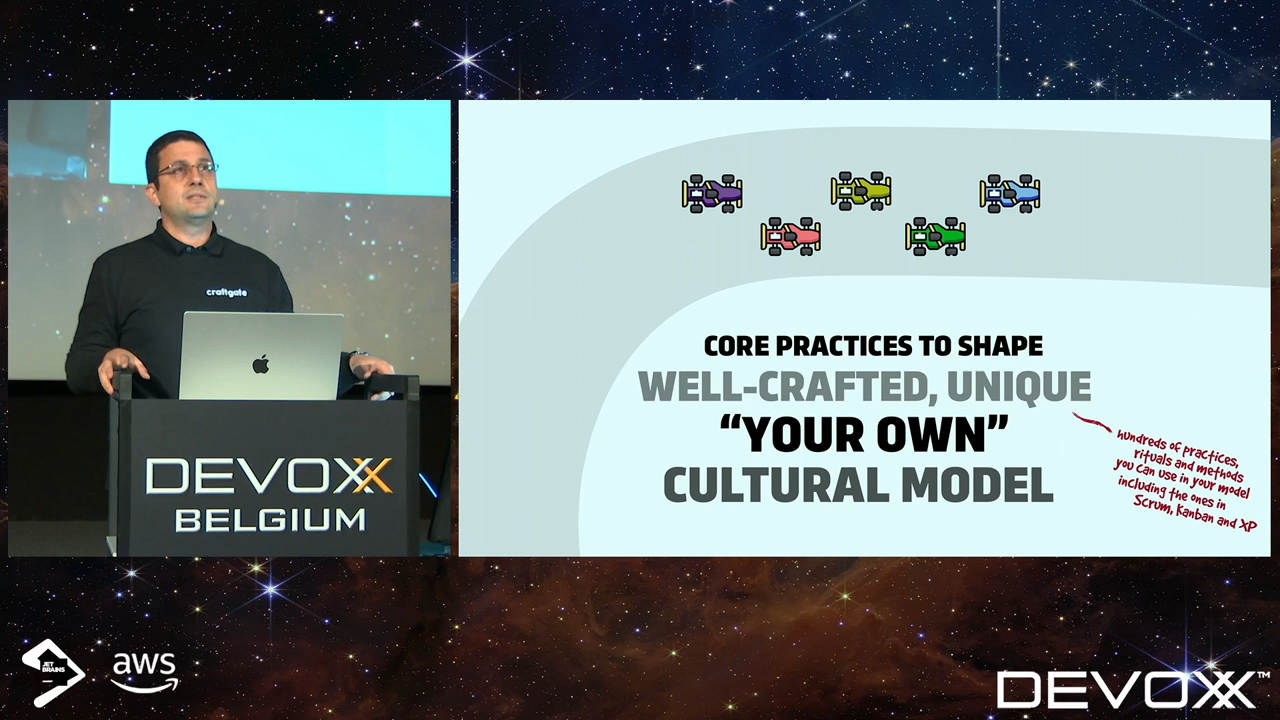 craftgate
DEVOXX
BELGIUM
CORE PRACTICES TO SHAPE
WELL-CRAFTED, UNIQUE
“YOUR OWN”
CULTURAL MODEL
hundreds of practices,
rituals and methods
you can use in your model
including the ones in
Scrum, Kanban and XP
JET
BRAINS
aws
DEVOXX™